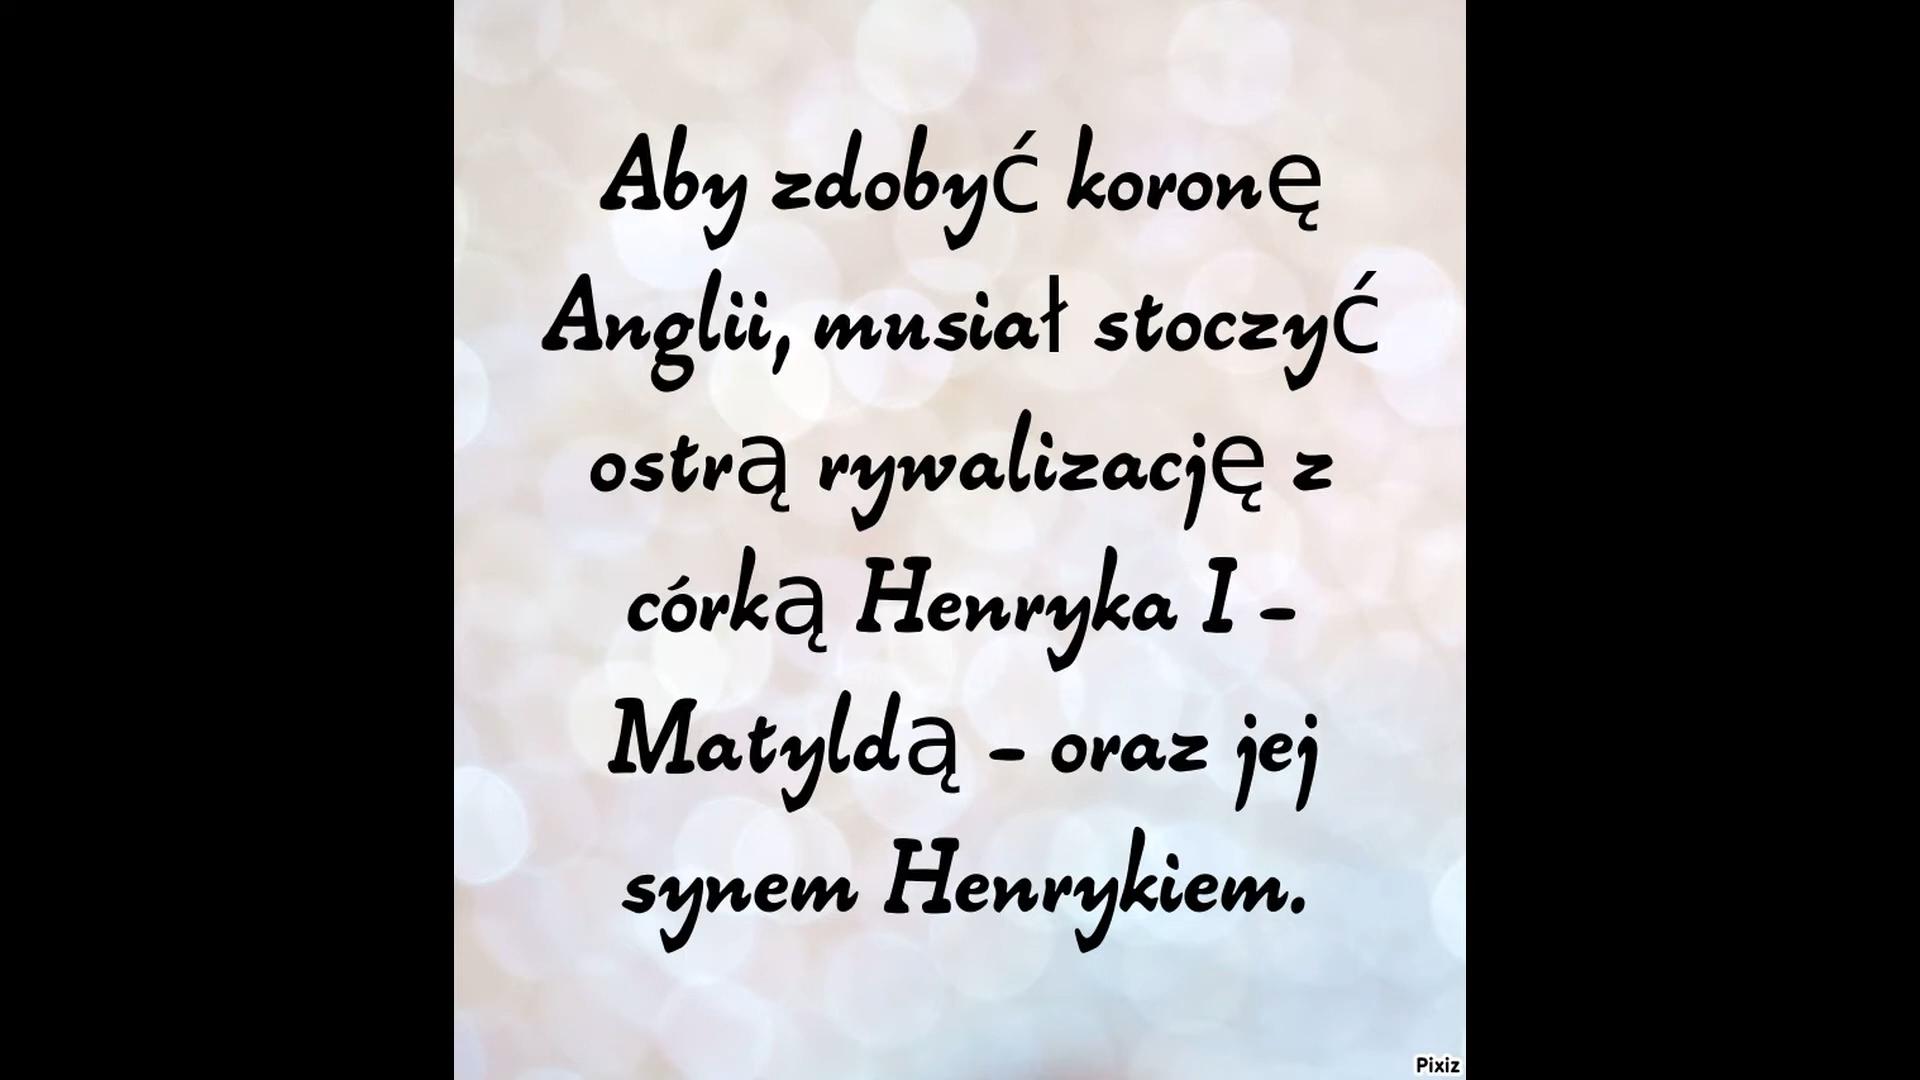 Aby zdobyć koronę
Anglii, musiał stoczyć
ostrą rywalizację z
córką Henryka I -
Matyldą - oraz jej
synem Henrykiem.
Pixiz